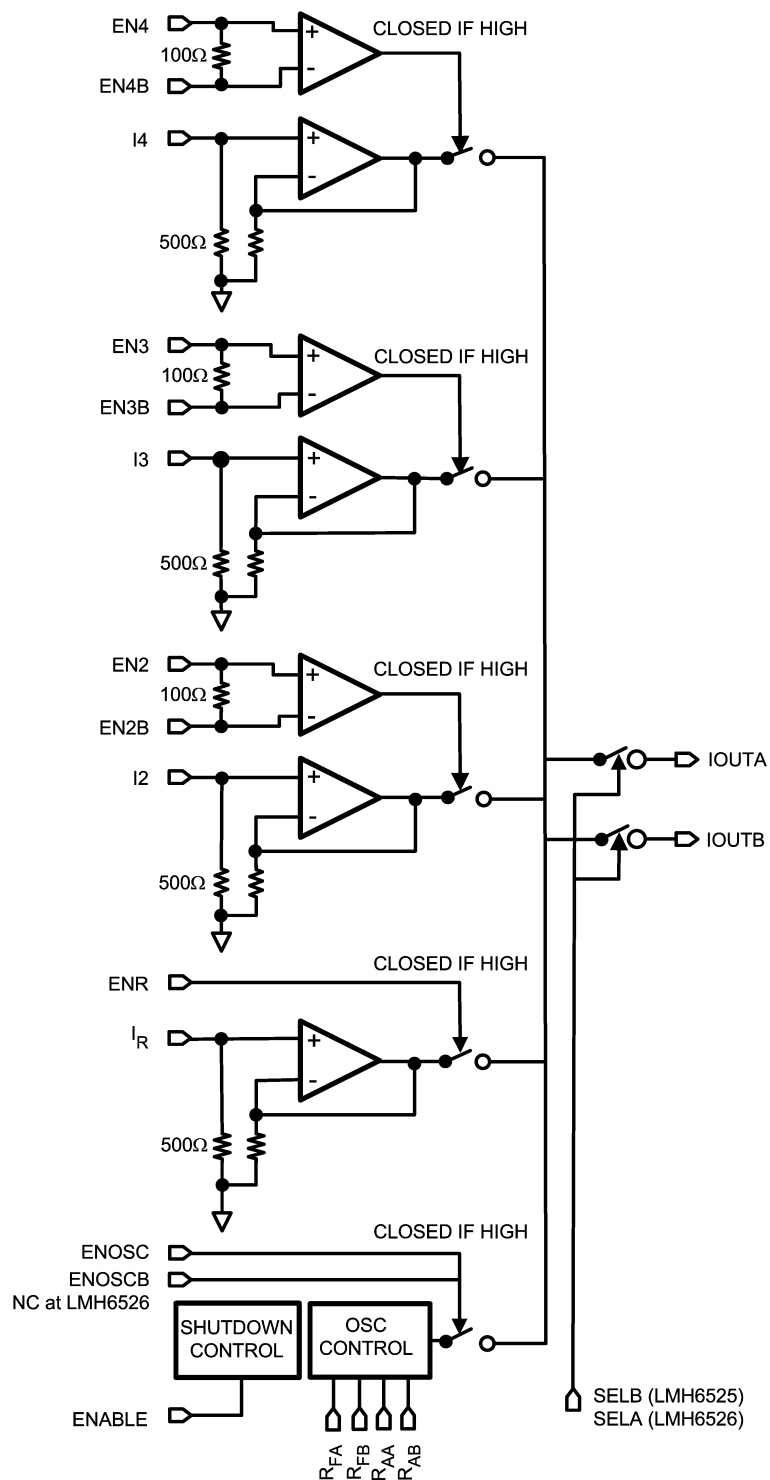 EN4
CLOSED IF HIGH
+
100Ω
-
EN4B
I4
+
-
500Ω
EN3
CLOSED IF HIGH
+
100Ω
-
EN3B
I3
+
-
500Ω
EN2
CLOSED IF HIGH
+
100Ω
-
EN2B
I2
+
-
500Ω
IOUTA
IOUTB
CLOSED IF HIGH
ENR
IR
+
-
500Ω
CLOSED IF HIGH
ENOSC
ENOSCB
NC at LMH6526
SHUTDOWN
CONTROL
OSC
CONTROL
ENABLE
RFA
RFB
RAA
RAB
SELB (LMH6525)
SELA (LMH6526)